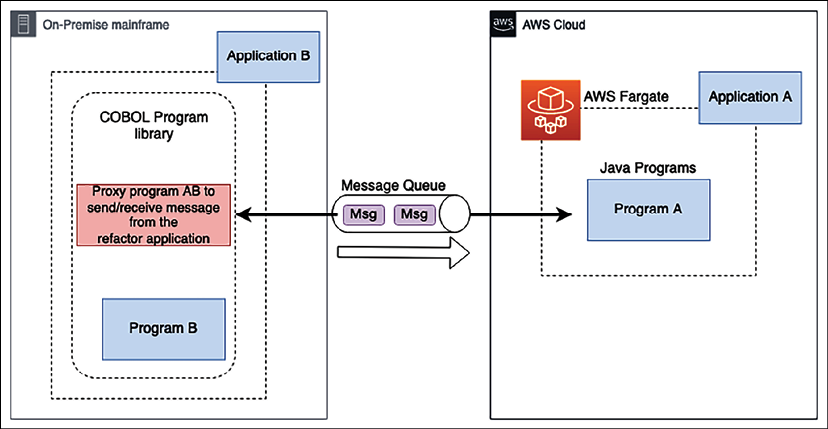 On-Premise mainframe
Application B
COBOL Program
library
Proxy program AB to
send/receive message
from the
refactor application
Program B
Message Queue
Msg
Msg
aws
AWS Cloud
AWS Fargate
Application A
Java Programs
Program A